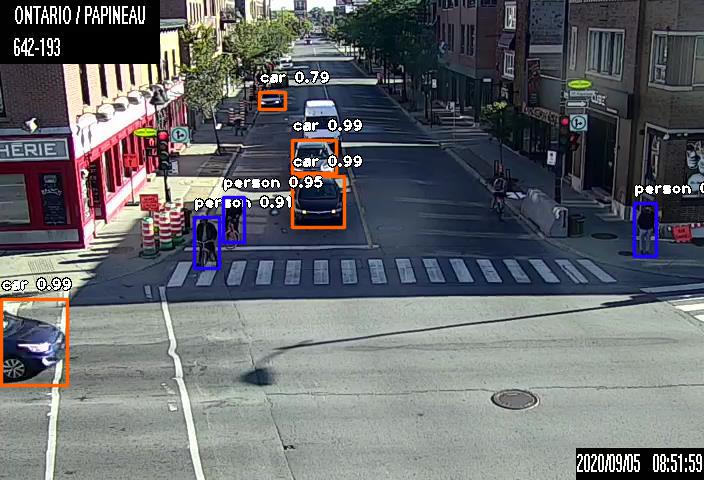 ONTARIO / PAPINEAU
642-193
car 0.79
car 0.99
car 0.99
person 0.95
person 0.91
person 0
HERIE
car 0.99
2020/09/05 08:51:59